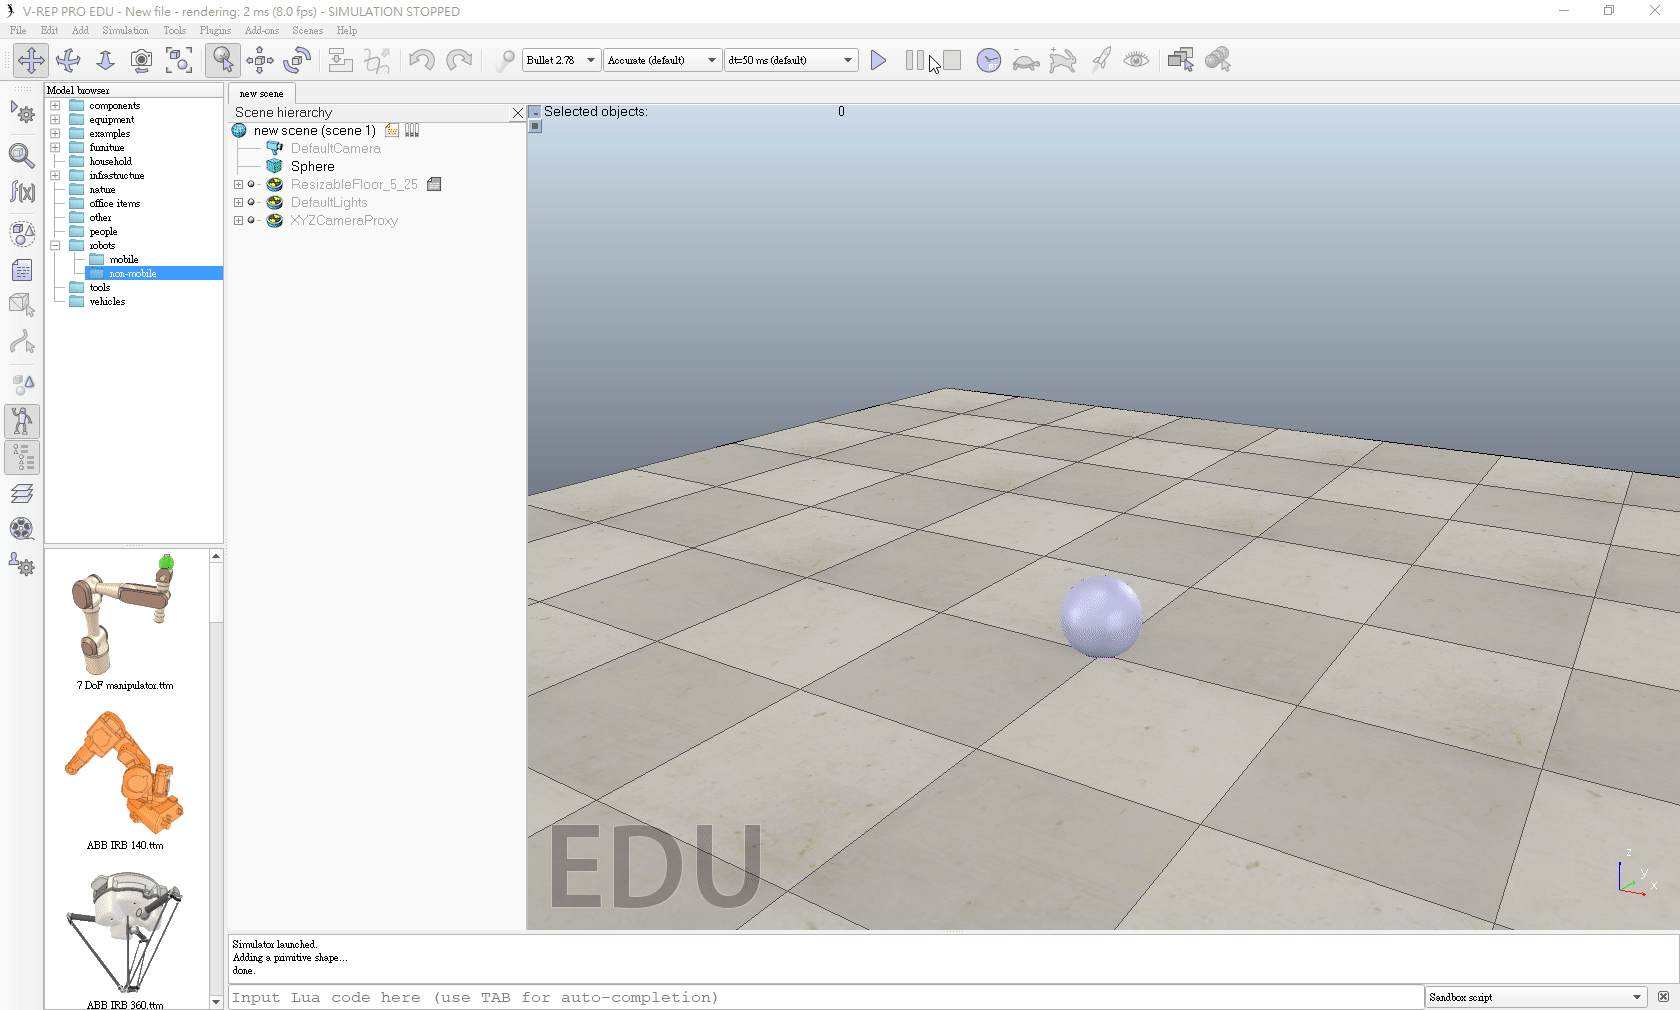 V-REP PRO EDU - New file - rendering: 2 ms (8.0 fps) - SIMULATION STOPPED
File Edit Add Simulation Tools Plugins Add-ons Scenes Help
Bullet 2.78 Accurate (default) dt=50 ms (default)
Model browser
components
equipment
examples
furniture
household
infrastructure
nature
office items
other
people
robots
mobile
non-mobile
tools
vehicles
7 DoF manipulator.ttm
ABB IRB 140.ttm
ABB IRB 360.ttm
new scene
Scene hierarchy
new scene (scene 1)
DefaultCamera
Sphere
ResizableFloor_5_25
DefaultLights
XYZCameraProxy
Selected objects: 0
EDU
z
y
x
Simulator launched.
Adding a primitive shape...
done.
Input Lua code here (use TAB for auto-completion)
Sandbox script